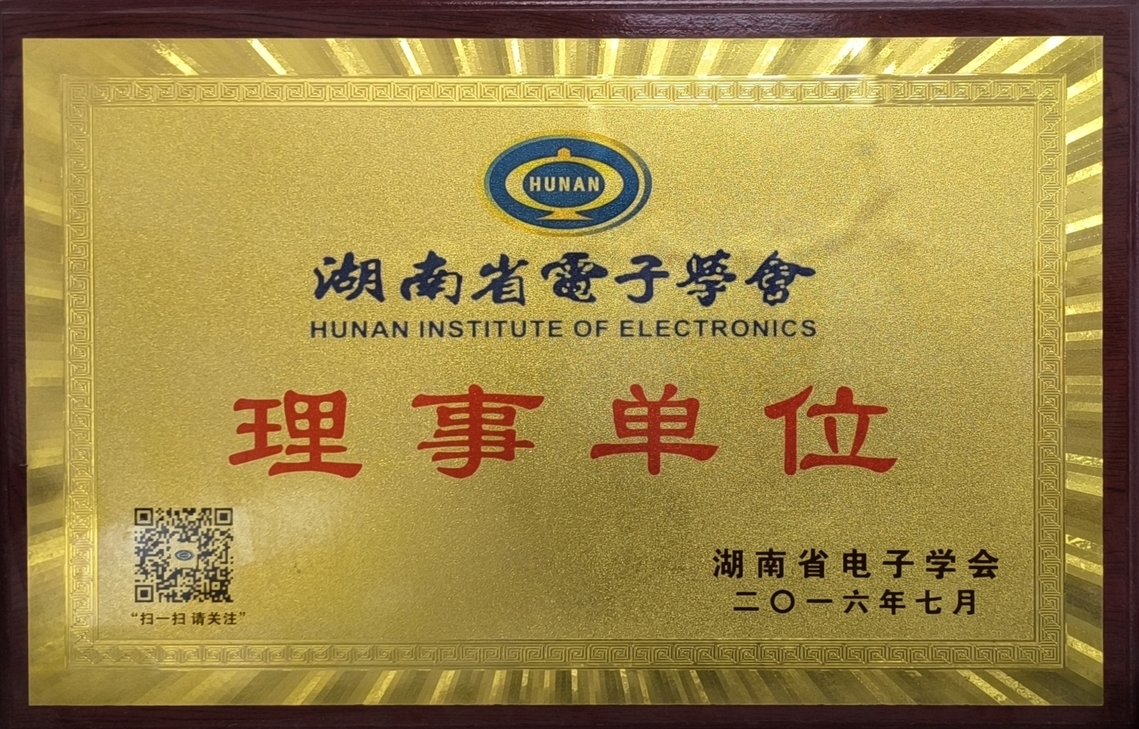 HUNAN
湖南省電子學會
HUNAN INSTITUTE OF ELECTRONICS
理事单位
“扫一扫 请关注”
湖南省电子学会
二〇一六年七月